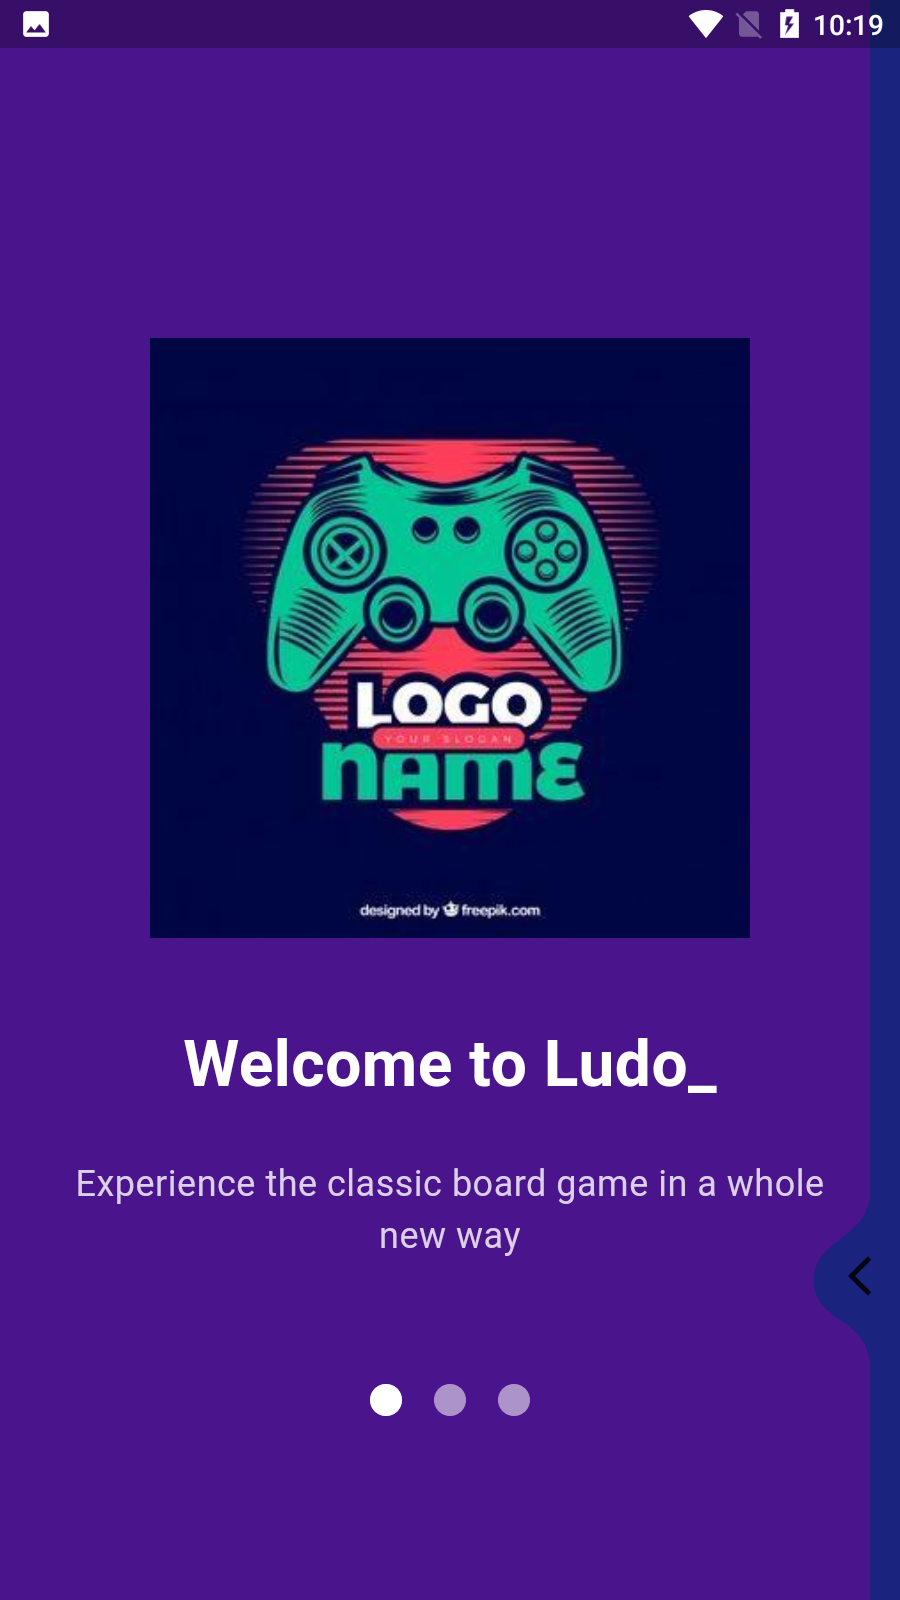 10:19
LOGO
YOUR SLOGAN
NAME
designed by freepik.com
Welcome to Ludo_
Experience the classic board game in a whole
new way